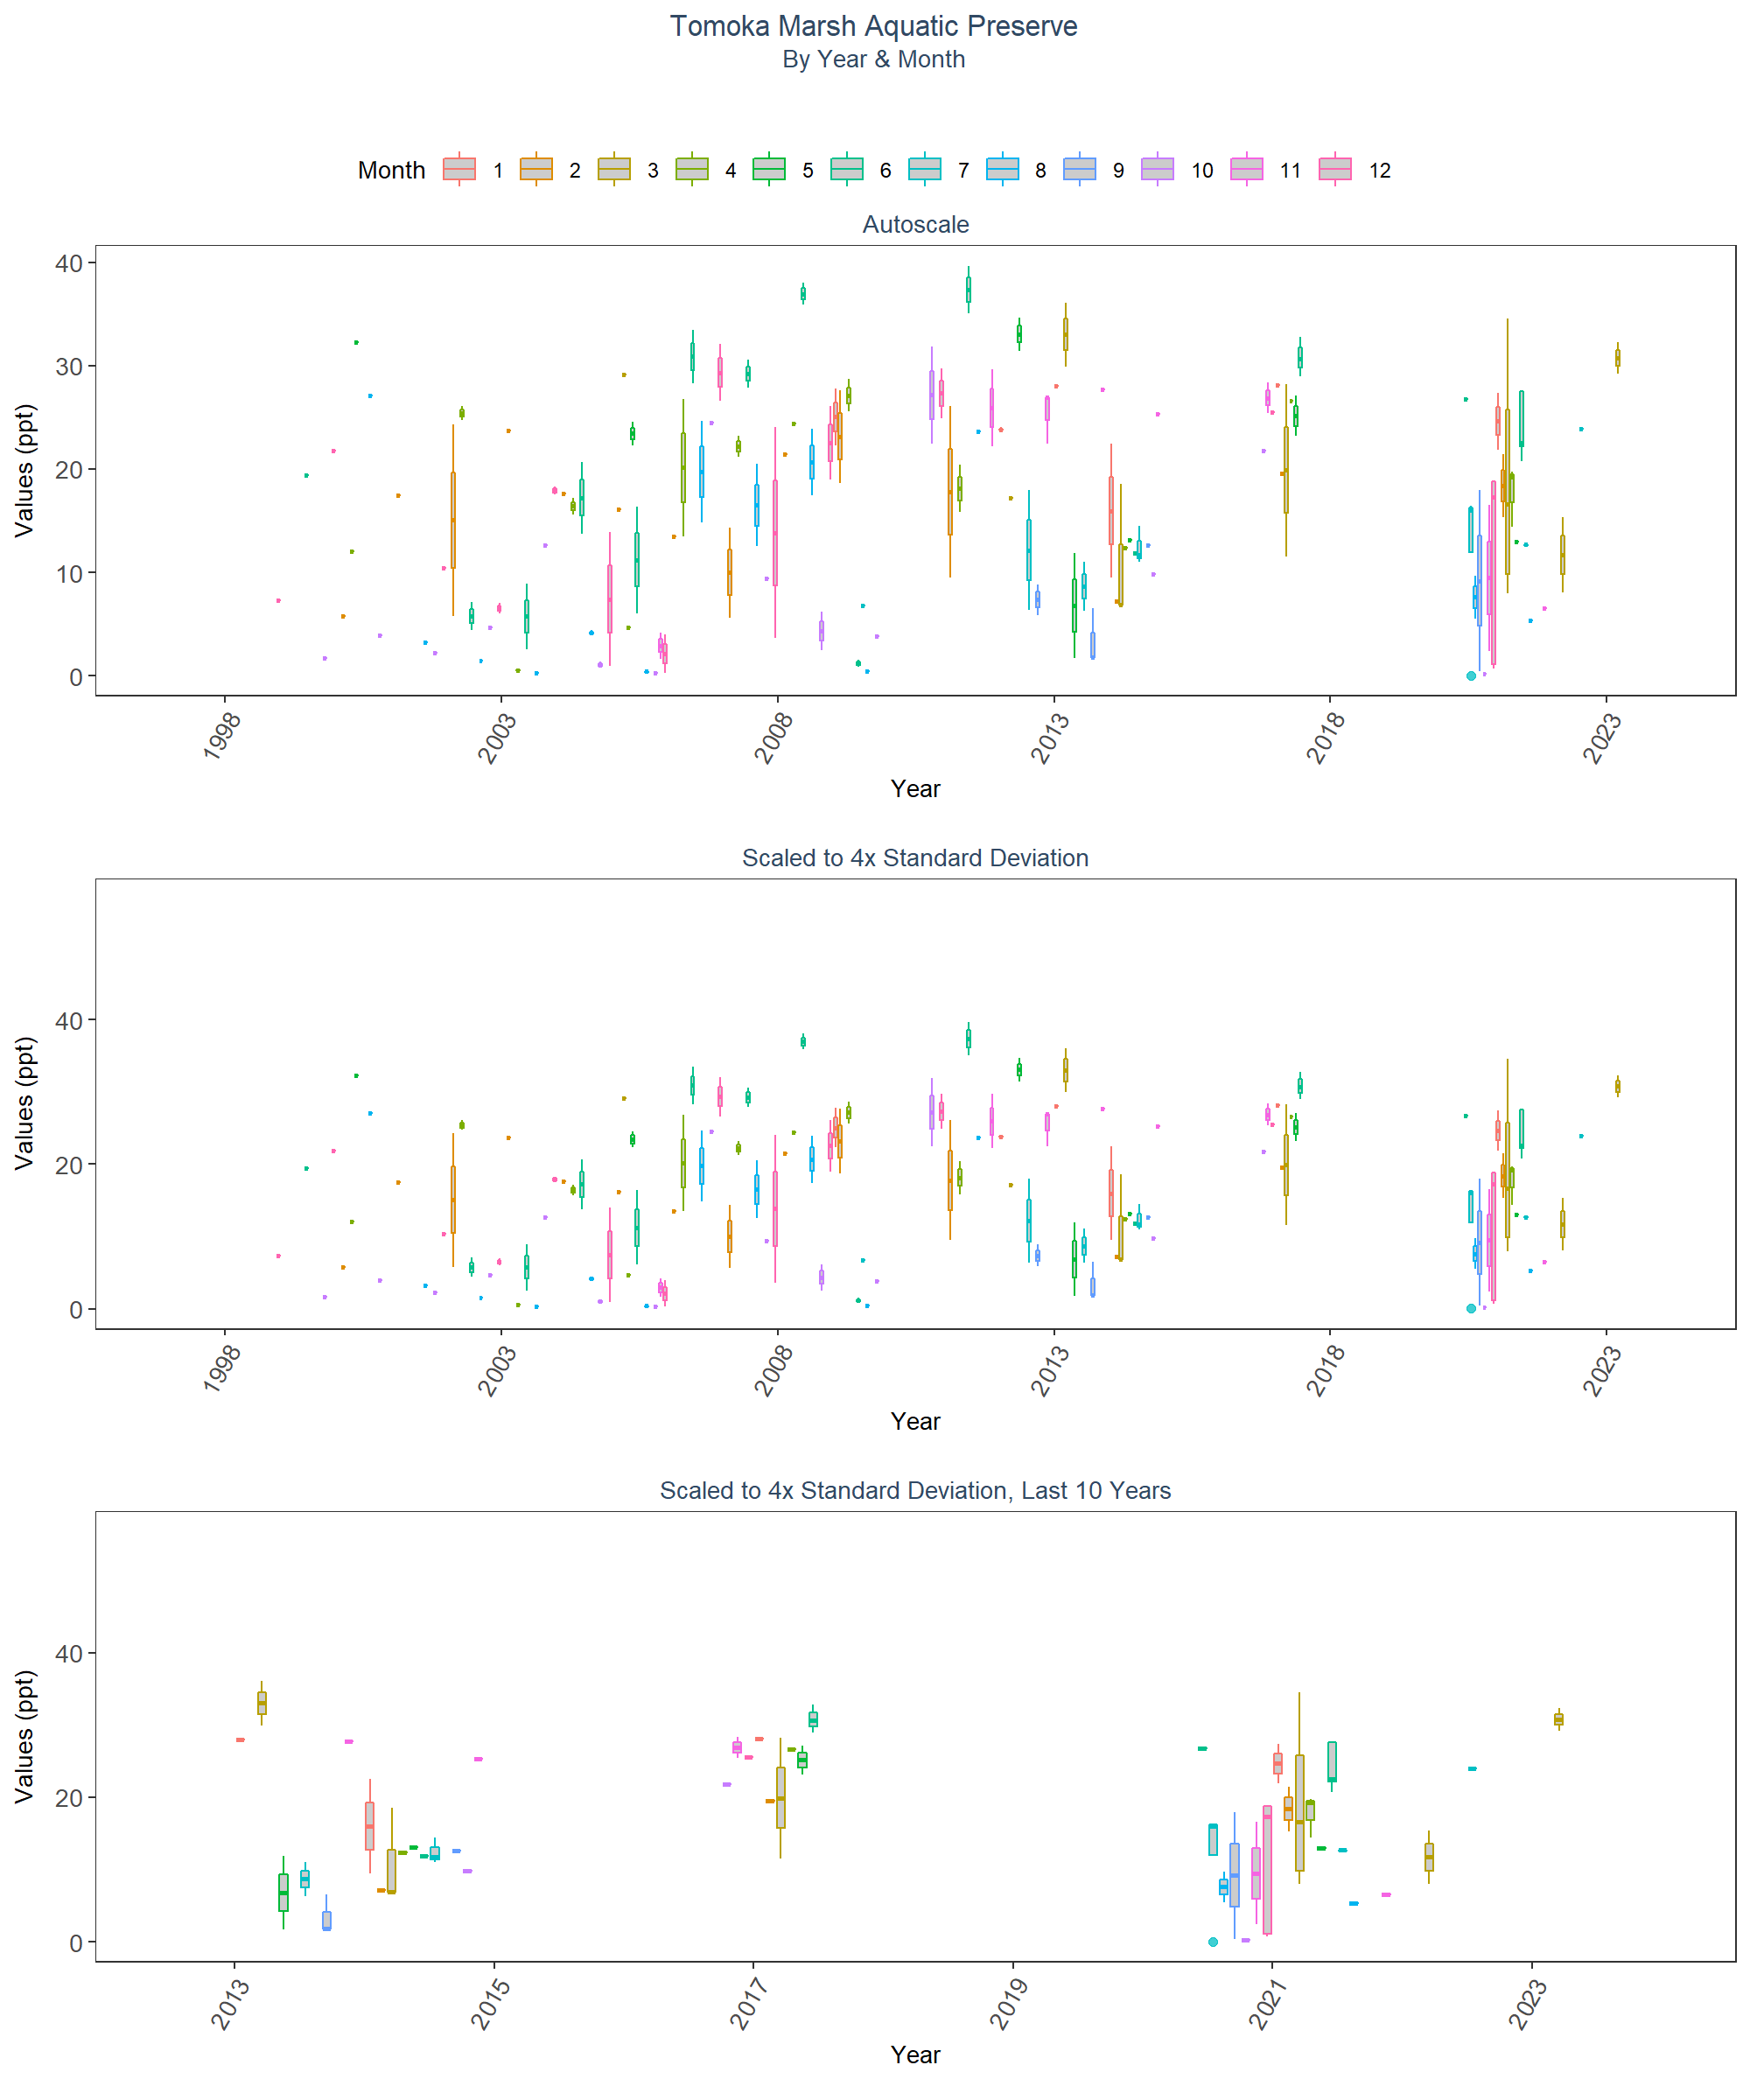 Tomoka Marsh Aquatic Preserve
By Year & Month
Month 1 2 3 4 5 6 7 8 9 10 11 12
Autoscale
Values (ppt)
40
30
20
10
0
1998 2003 2008 2013 2018 2023
Year
Scaled to 4x Standard Deviation
Values (ppt)
40
20
0
1998 2003 2008 2013 2018 2023
Year
Scaled to 4x Standard Deviation, Last 10 Years
Values (ppt)
40
20
0
2013 2015 2017 2019 2021 2023
Year